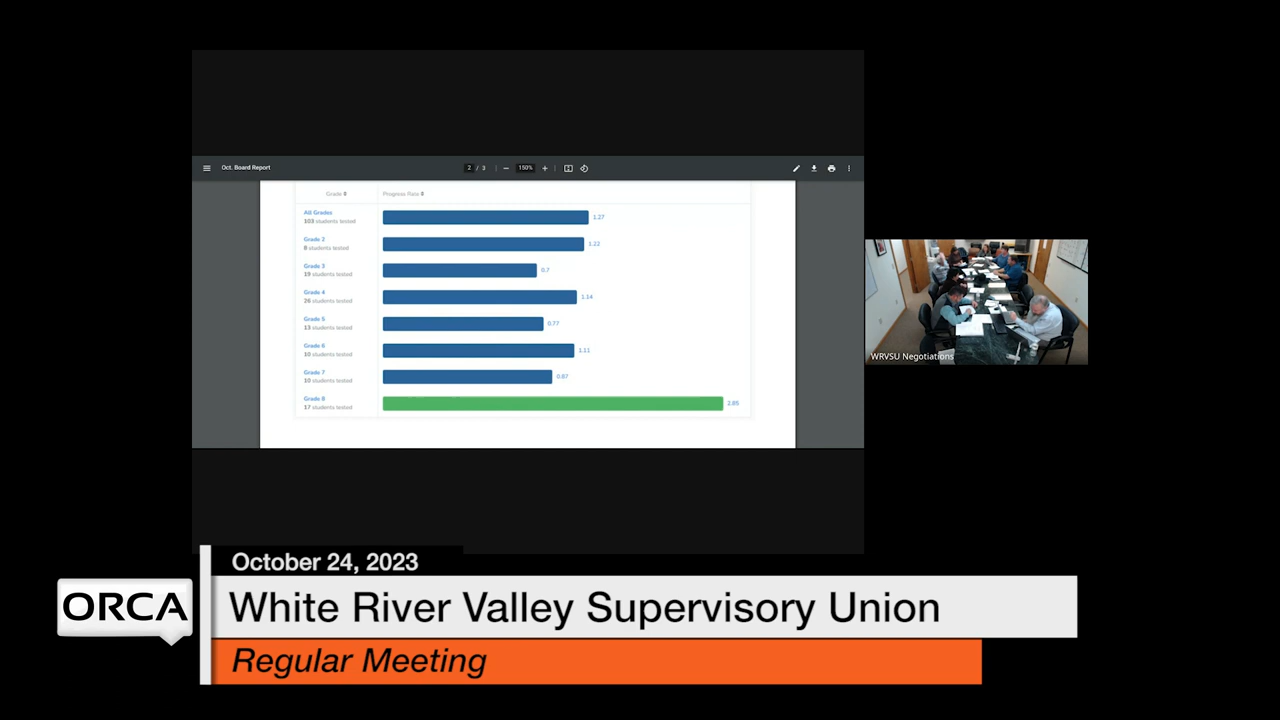 Oct. Board Report
2 / 3
150%
Grade
Progress Rate
All Grades
103 students tested
1.27
Grade 2
8 students tested
1.22
Grade 3
19 students tested
0.7
Grade 4
26 students tested
1.14
Grade 5
13 students tested
0.77
Grade 6
10 students tested
1.11
Grade 7
10 students tested
0.87
Grade 8
17 students tested
2.85
WRVSU Negotiations
October 24, 2023
ORCA
White River Valley Supervisory Union
Regular Meeting